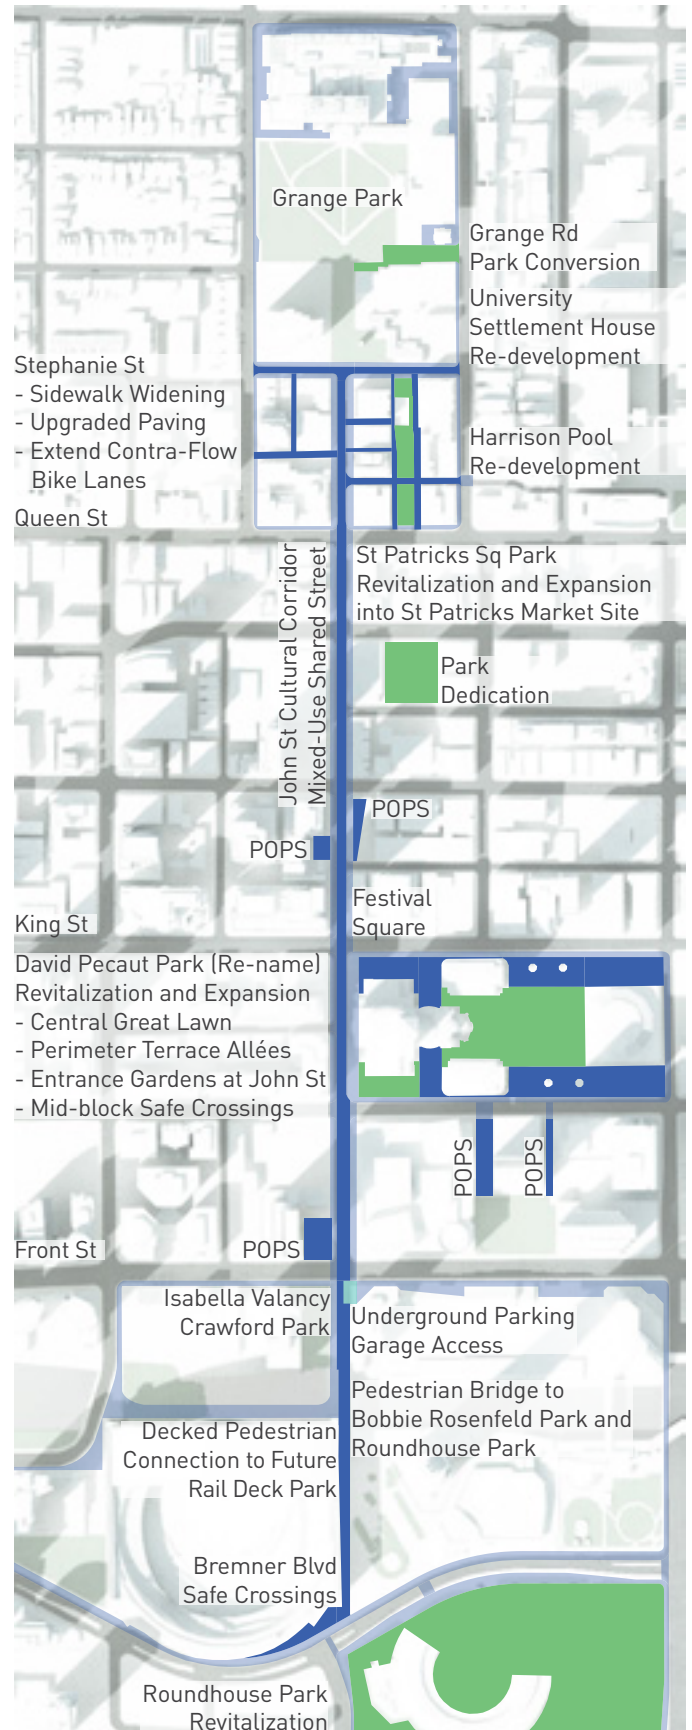 Grange Park
Grange Rd
Park Conversion
University
Settlement House
Re-development
Stephanie St
- Sidewalk Widening
- Upgraded Paving
- Extend Contra-Flow
Bike Lanes
Harrison Pool
Re-development
Queen St
John St Cultural Corridor
Mixed-Use Shared Street
St Patricks Sq Park
Revitalization and Expansion
into St Patricks Market Site
Park
Dedication
POPS
POPS
Festival
Square
King St
David Pecaut Park (Re-name)
Revitalization and Expansion
- Central Great Lawn
- Perimeter Terrace Allées
- Entrance Gardens at John St
- Mid-block Safe Crossings
POPS
POPS
Front St
POPS
Isabella Valancy
Crawford Park
Underground Parking
Garage Access
Pedestrian Bridge to
Bobbie Rosenfeld Park and
Roundhouse Park
Decked Pedestrian
Connection to Future
Rail Deck Park
Bremner Blvd
Safe Crossings
Roundhouse Park
Revitalization